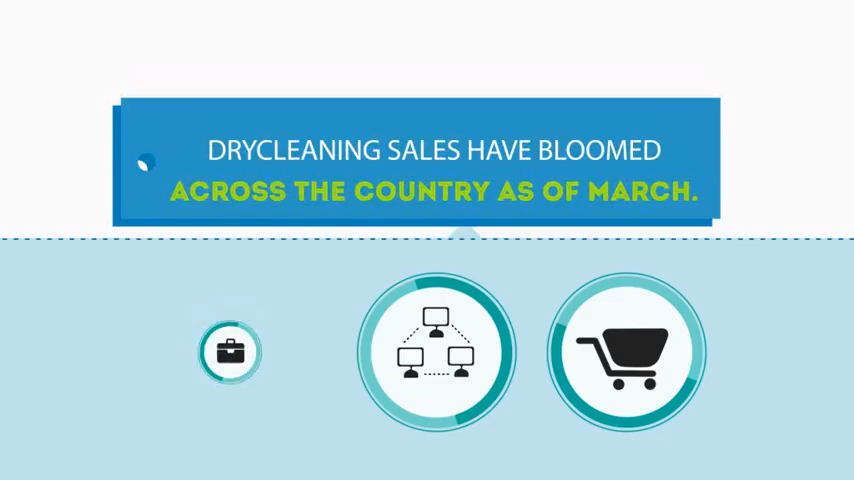 DRYCLEANING SALES HAVE BLOOMED
ACROSS THE COUNTRY AS OF MARCH.